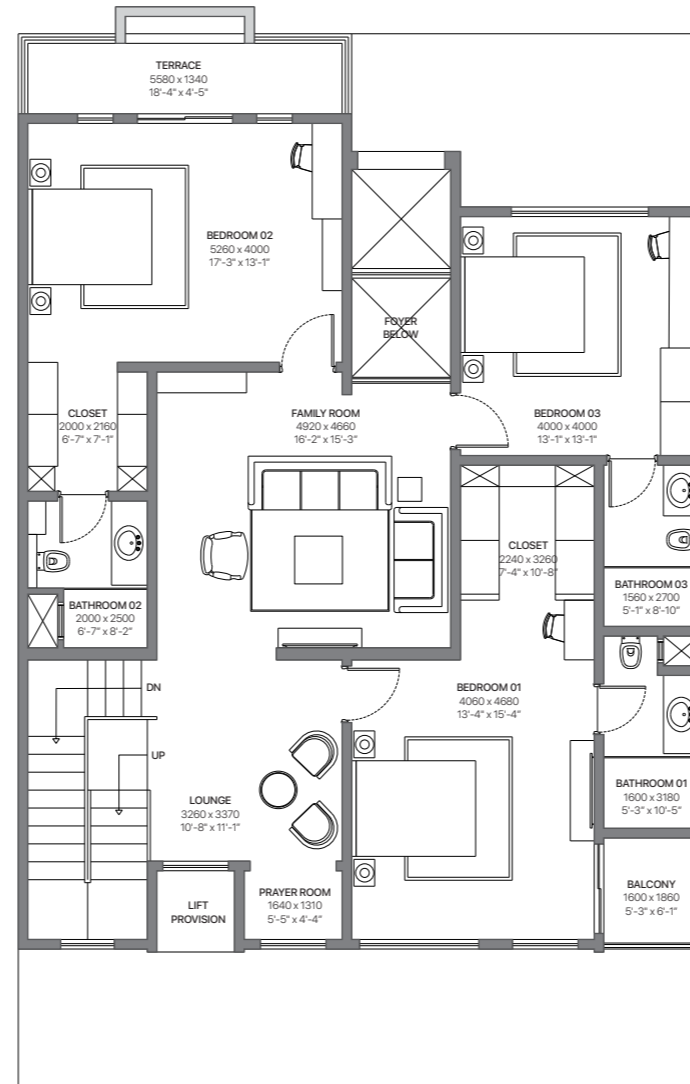 TERRACE
5580 x 1340
18'-4" x 4'-5"
BEDROOM 02
5260 x 4000
17'-3" x 13'-1"
FOYER
BELOW
CLOSET
2000 x 2160
6'-7" x 7'-1"
FAMILY ROOM
4920 x 4660
16'-2" x 15'-3"
BEDROOM 03
4000 x 4000
13'-1" x 13'-1"
CLOSET
2240 x 3260
7'-4" x 10'-8"
BATHROOM 02
2000 x 2500
6'-7" x 8'-2"
BATHROOM 03
1560 x 2700
5'-1" x 8'-10"
DN
BEDROOM 01
4060 x 4680
13'-4" x 15'-4"
UP
LOUNGE
3260 x 3370
10'-8" x 11'-1"
BATHROOM 01
1600 x 3180
5'-3" x 10'-5"
LIFT
PROVISION
PRAYER ROOM
1640 x 1310
5'-5" x 4'-4"
BALCONY
1600 x 1860
5'-3" x 6'-1"